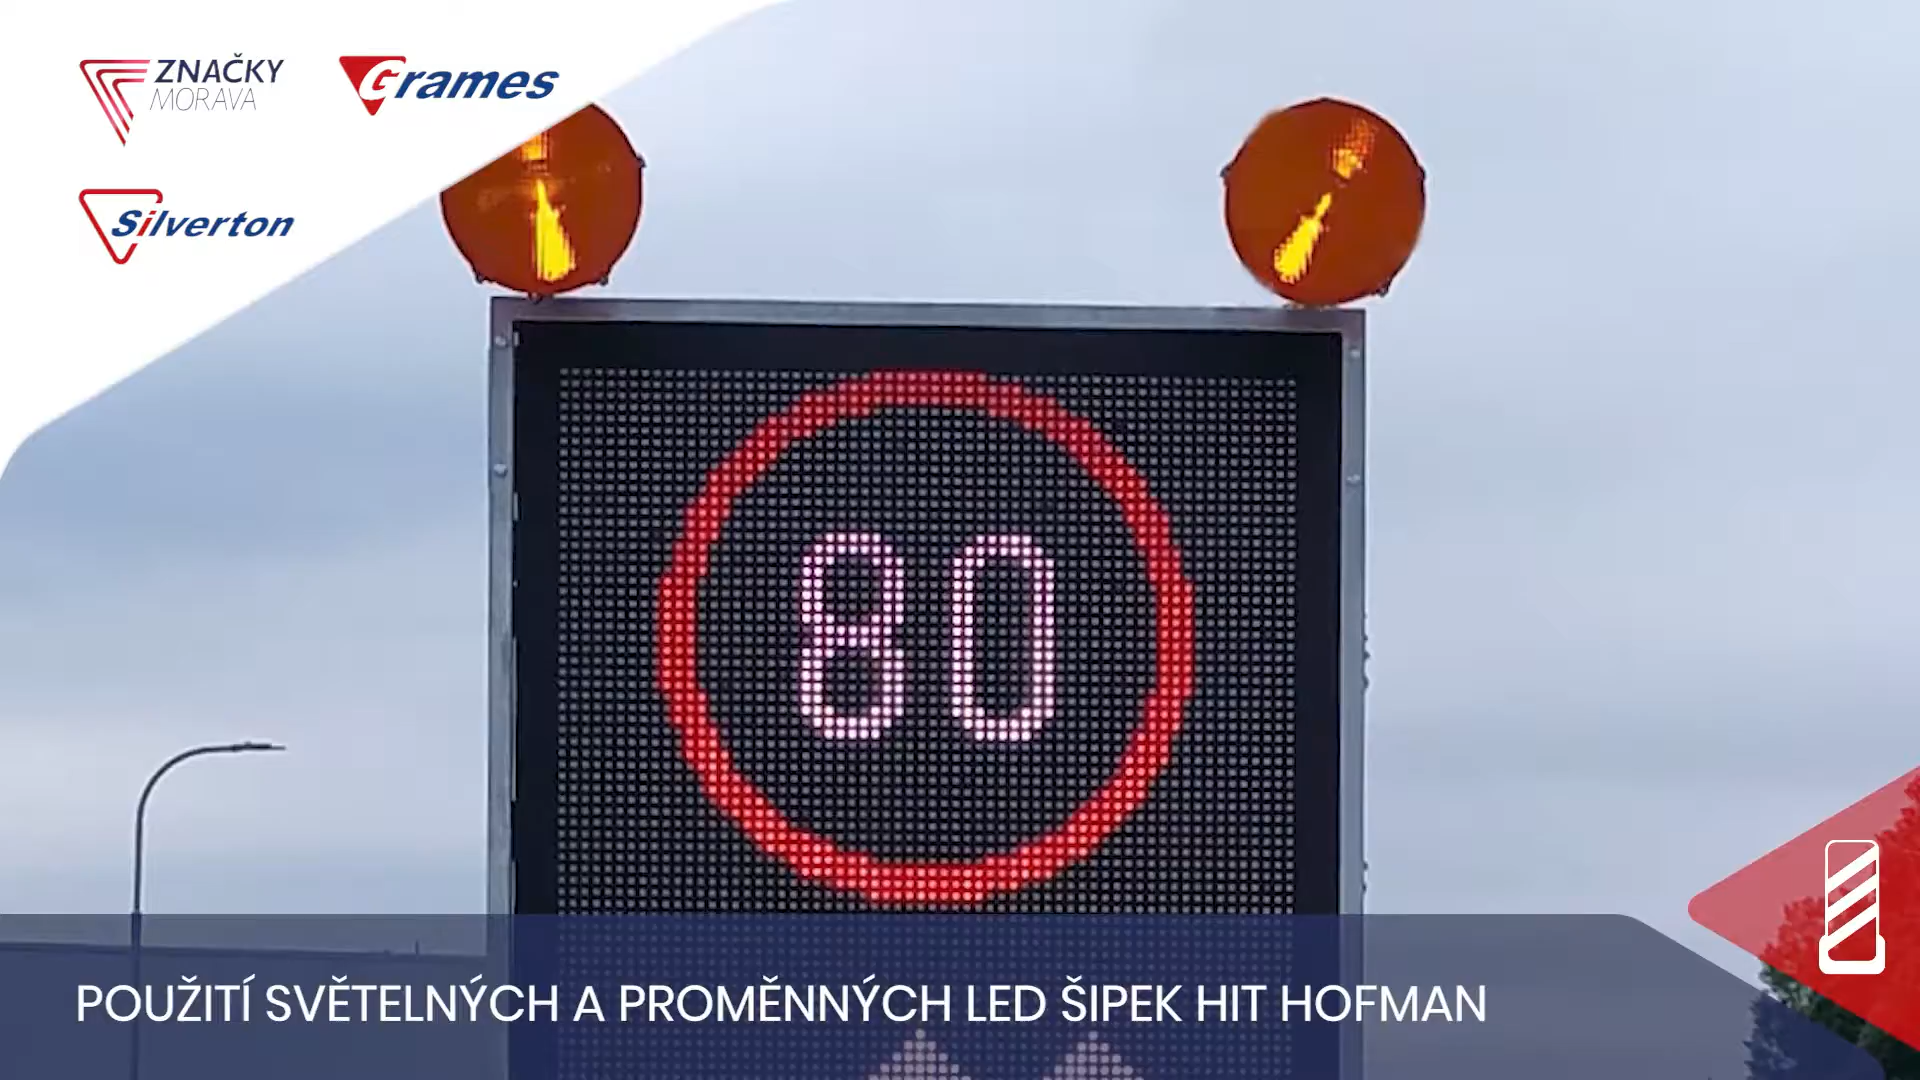 ZNAČKY
MORAVA
Grames
Silverton
80
POUŽITÍ SVĚTELNÝCH A PROMĚNNÝCH LED ŠIPEK HIT HOFMAN